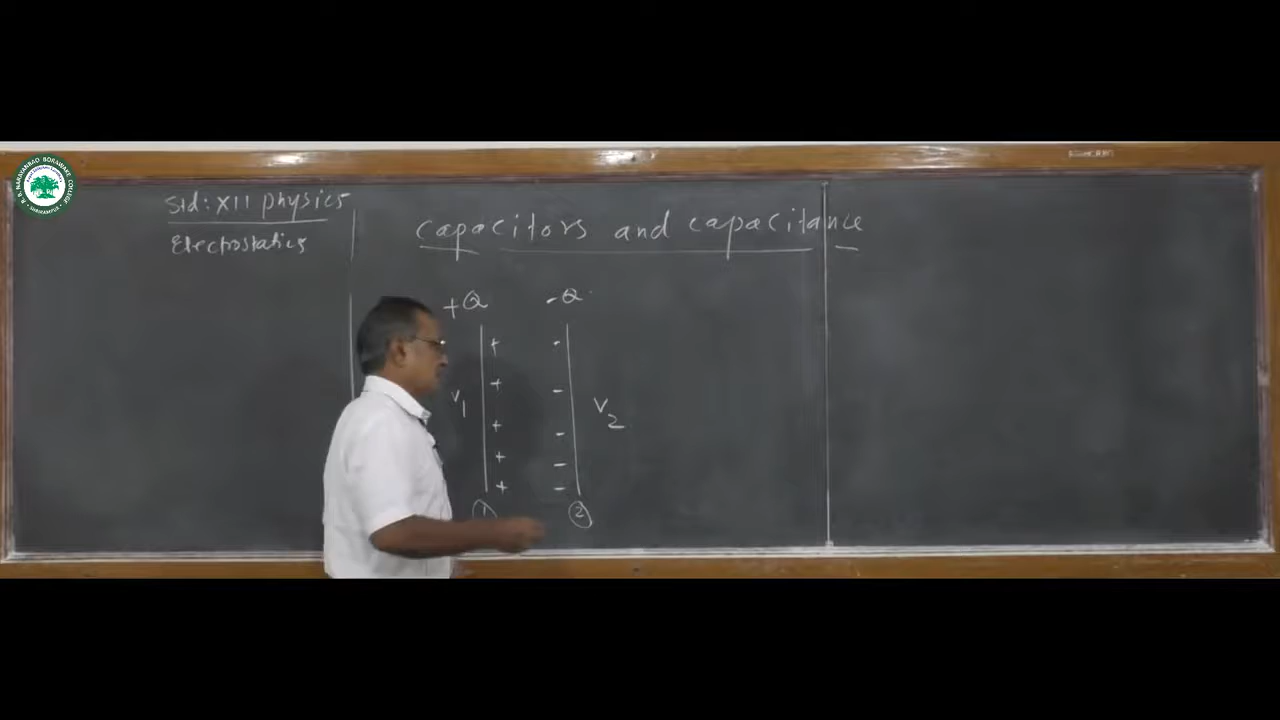 Std: XII physics
Electrostatics
capacitors and capacitance
+Q -Q
+ -
+ -
V1 V2
+ -
+ -
+ -
1 2